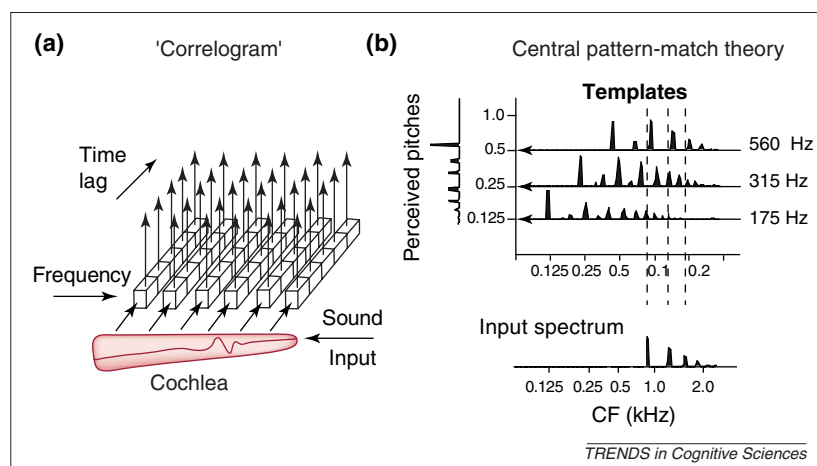 (a)
'Correlogram'
Time
lag
Frequency
Sound
Input
Cochlea
(b)
Central pattern-match theory
Templates
Perceived pitches
1.0
0.5
0.25
0.125
560 Hz
315 Hz
175 Hz
0.125 0.25 0.5 0.1 0.2
Input spectrum
0.125 0.25 0.5 1.0 2.0
CF (kHz)
TRENDS in Cognitive Sciences